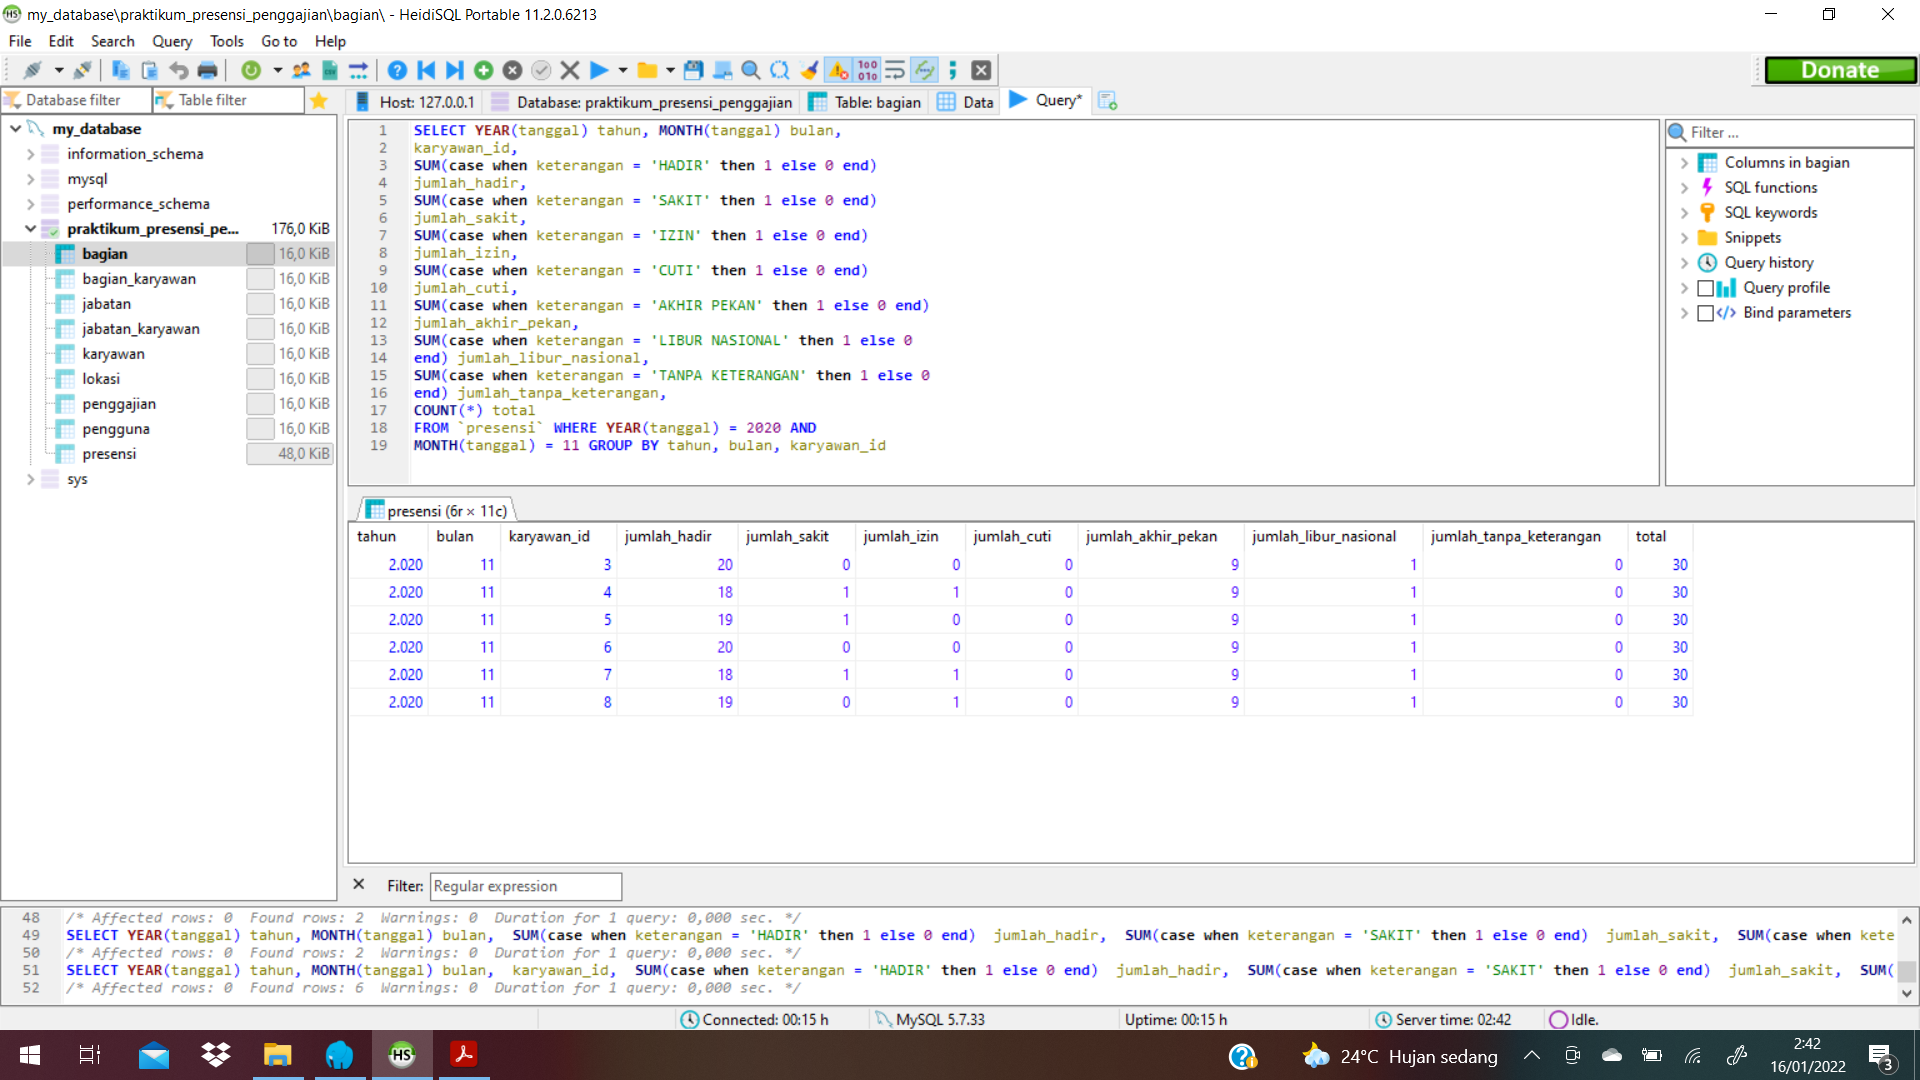 my_database\praktikum_presensi_penggajian\bagian\ - HeidiSQL Portable 11.2.0.6213
File Edit Search Query Tools Go to Help
Donate
Database filter Table filter
Host: 127.0.0.1 Database: praktikum_presensi_penggajian Table: bagian Data Query*
my_database
information_schema
mysql
performance_schema
praktikum_presensi_pe... 176,0 KiB
bagian 16,0 KiB
bagian_karyawan 16,0 KiB
jabatan 16,0 KiB
jabatan_karyawan 16,0 KiB
karyawan 16,0 KiB
lokasi 16,0 KiB
penggajian 16,0 KiB
pengguna 16,0 KiB
presensi 48,0 KiB
sys
1 SELECT YEAR(tanggal) tahun, MONTH(tanggal) bulan,
2 karyawan_id,
3 SUM(case when keterangan = 'HADIR' then 1 else 0 end)
4 jumlah_hadir,
5 SUM(case when keterangan = 'SAKIT' then 1 else 0 end)
6 jumlah_sakit,
7 SUM(case when keterangan = 'IZIN' then 1 else 0 end)
8 jumlah_izin,
9 SUM(case when keterangan = 'CUTI' then 1 else 0 end)
10 jumlah_cuti,
11 SUM(case when keterangan = 'AKHIR PEKAN' then 1 else 0 end)
12 jumlah_akhir_pekan,
13 SUM(case when keterangan = 'LIBUR NASIONAL' then 1 else 0
14 end) jumlah_libur_nasional,
15 SUM(case when keterangan = 'TANPA KETERANGAN' then 1 else 0
16 end) jumlah_tanpa_keterangan,
17 COUNT(*) total
18 FROM `presensi` WHERE YEAR(tanggal) = 2020 AND
19 MONTH(tanggal) = 11 GROUP BY tahun, bulan, karyawan_id
Filter ...
Columns in bagian
SQL functions
SQL keywords
Snippets
Query history
Query profile
Bind parameters
presensi (6r × 11c)
tahun bulan karyawan_id jumlah_hadir jumlah_sakit jumlah_izin jumlah_cuti jumlah_akhir_pekan jumlah_libur_nasional jumlah_tanpa_keterangan total
2.020 11 3 20 0 0 0 9 1 0 30
2.020 11 4 18 1 1 0 9 1 0 30
2.020 11 5 19 1 0 0 9 1 0 30
2.020 11 6 20 0 0 0 9 1 0 30
2.020 11 7 18 1 1 0 9 1 0 30
2.020 11 8 19 0 1 0 9 1 0 30
Filter: Regular expression
48 /* Affected rows: 0 Found rows: 2 Warnings: 0 Duration for 1 query: 0,000 sec. */
49 SELECT YEAR(tanggal) tahun, MONTH(tanggal) bulan, SUM(case when keterangan = 'HADIR' then 1 else 0 end) jumlah_hadir, SUM(case when keterangan = 'SAKIT' then 1 else 0 end) jumlah_sakit, SUM(case when kete
50 /* Affected rows: 0 Found rows: 2 Warnings: 0 Duration for 1 query: 0,000 sec. */
51 SELECT YEAR(tanggal) tahun, MONTH(tanggal) bulan, karyawan_id, SUM(case when keterangan = 'HADIR' then 1 else 0 end) jumlah_hadir, SUM(case when keterangan = 'SAKIT' then 1 else 0 end) jumlah_sakit, SUM(
52 /* Affected rows: 0 Found rows: 6 Warnings: 0 Duration for 1 query: 0,000 sec. */
Connected: 00:15 h MySQL 5.7.33 Uptime: 00:15 h Server time: 02:42 Idle.
HS 24°C Hujan sedang 2:42
16/01/2022 3